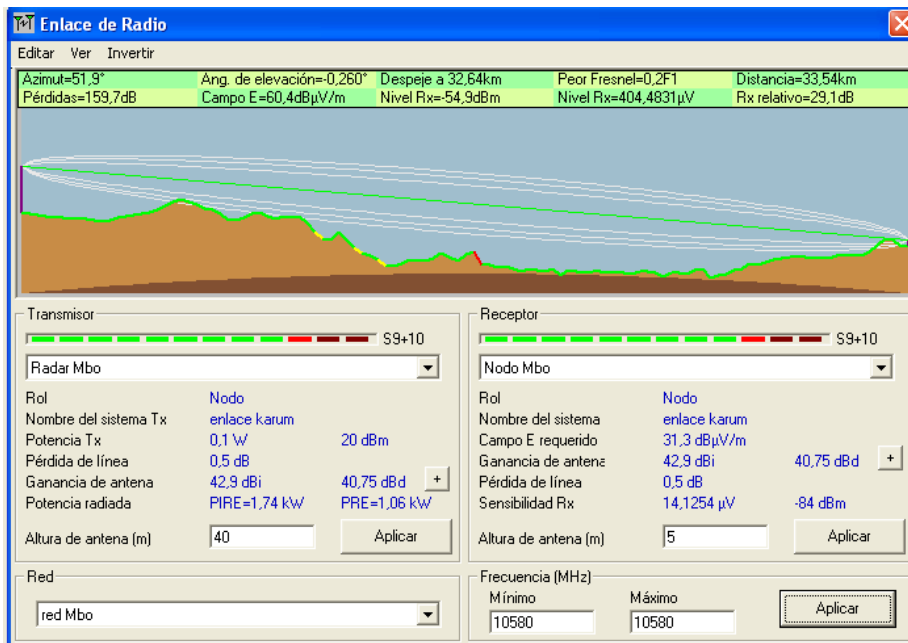 Enlace de Radio
Editar Ver Invertir
Azimut=51,9° Ang. de elevación=-0,260° Despeje a 32,64km Peor Fresnel=0,2F1 Distancia=33,54km
Pérdidas=159,7dB Campo E=60,4dBµV/m Nivel Rx=-54,9dBm Nivel Rx=404,4831µV Rx relativo=29,1dB
Transmisor
S9+10
Radar Mbo
Rol Nodo
Nombre del sistema Tx enlace karum
Potencia Tx 0,1 W 20 dBm
Pérdida de línea 0,5 dB
Ganancia de antena 42,9 dBi 40,75 dBd +
Potencia radiada PIRE=1,74 kW PRE=1,06 kW
Altura de antena (m) 40 Aplicar
Receptor
S9+10
Nodo Mbo
Rol Nodo
Nombre del sistema enlace karum
Campo E requerido 31,3 dBµV/m
Ganancia de antena 42,9 dBi 40,75 dBd +
Pérdida de línea 0,5 dB
Sensibilidad Rx 14,1254 µV -84 dBm
Altura de antena (m) 5 Aplicar
Red
red Mbo
Frecuencia (MHz)
Mínimo Máximo
10580 10580 Aplicar